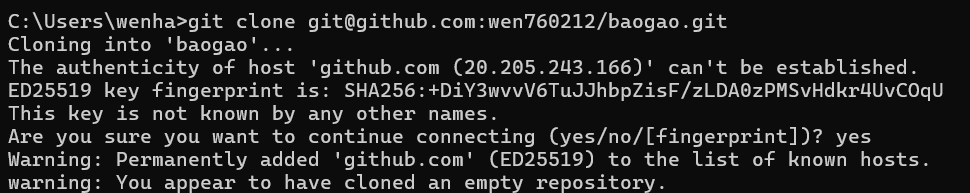 C:\Users\wenha>git clone git@github.com:wen760212/baogao.git
Cloning into 'baogao'...
The authenticity of host 'github.com (20.205.243.166)' can't be established.
ED25519 key fingerprint is: SHA256:+DiY3wvvV6TuJJhbpZisF/zLDA0zPMSvHdkr4UvCOqU
This key is not known by any other names.
Are you sure you want to continue connecting (yes/no/[fingerprint])? yes
Warning: Permanently added 'github.com' (ED25519) to the list of known hosts.
warning: You appear to have cloned an empty repository.